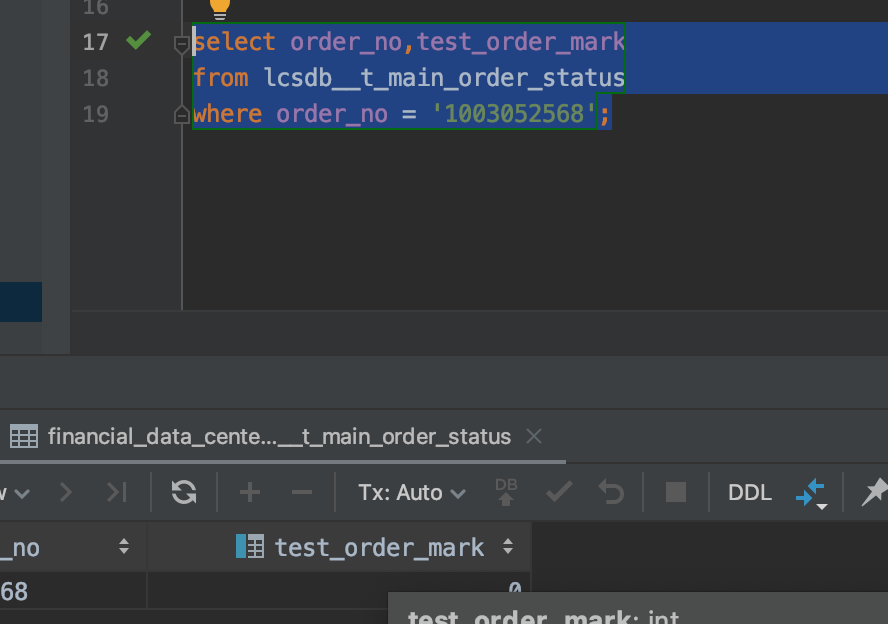 16
17 select order_no,test_order_mark
18 from lcsdb__t_main_order_status
19 where order_no = '1003052568';
financial_data_cente...__t_main_order_status
Tx: Auto DB DDL
_no test_order_mark
68 0
test_order_mark: int